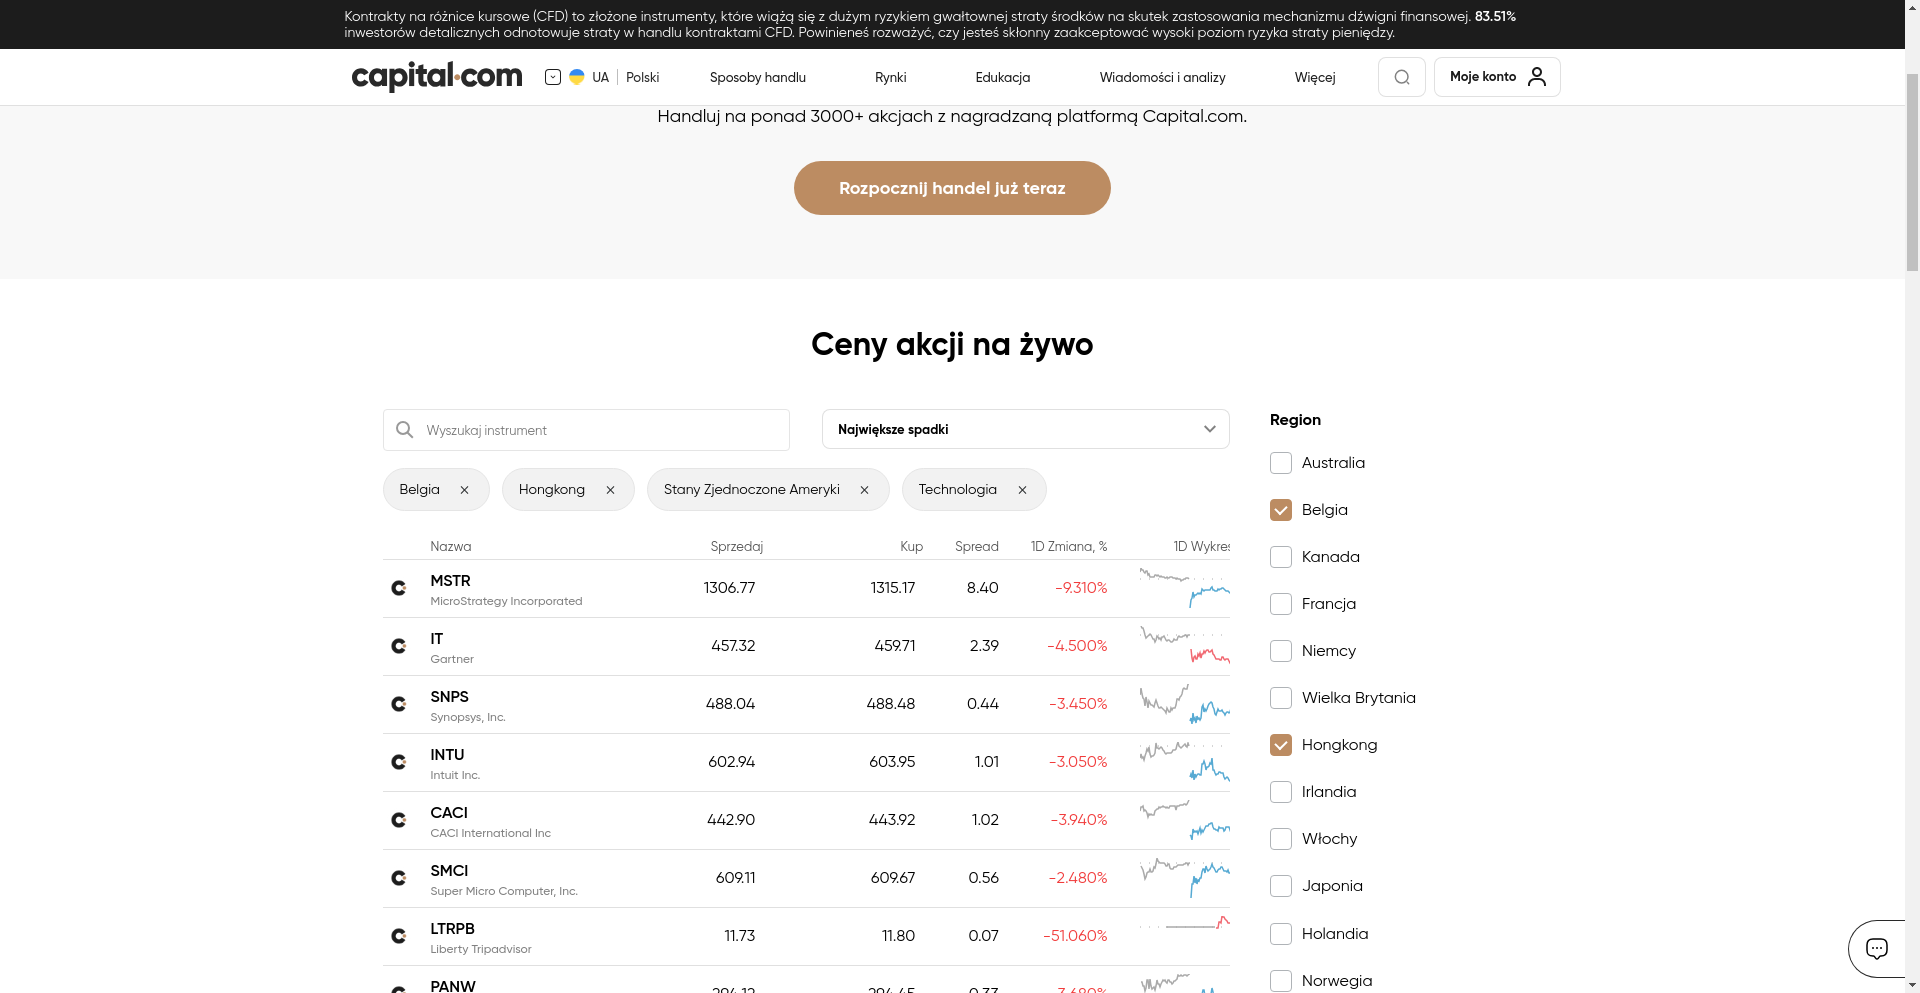 Kontrakty na różnice kursowe (CFD) to złożone instrumenty, które wiążą się z dużym ryzykiem gwałtownej straty środków na skutek zastosowania mechanizmu dźwigni finansowej. 83.51%
inwestorów detalicznych odnotowuje straty w handlu kontraktami CFD. Powinieneś rozważyć, czy jesteś skłonny zaakceptować wysoki poziom ryzyka straty pieniędzy.
capital.com UA Polski Sposoby handlu Rynki Edukacja Wiadomości i analizy Więcej Moje konto
Handluj na ponad 3000+ akcjach z nagradzaną platformą Capital.com.
Rozpocznij handel już teraz
Ceny akcji na żywo
Wyszukaj instrument
Największe spadki
Belgia
Hongkong
Stany Zjednoczone Ameryki
Technologia
Nazwa Sprzedaj Kup Spread 1D Zmiana, % 1D Wykres
MSTR 1306.77 1315.17 8.40 -9.310%
MicroStrategy Incorporated
IT 457.32 459.71 2.39 -4.500%
Gartner
SNPS 488.04 488.48 0.44 -3.450%
Synopsys, Inc.
INTU 602.94 603.95 1.01 -3.050%
Intuit Inc.
CACI 442.90 443.92 1.02 -3.940%
CACI International Inc
SMCI 609.11 609.67 0.56 -2.480%
Super Micro Computer, Inc.
LTRPB 11.73 11.80 0.07 -51.060%
Liberty Tripadvisor
PANW
Region
Australia
Belgia
Kanada
Francja
Niemcy
Wielka Brytania
Hongkong
Irlandia
Włochy
Japonia
Holandia
Norwegia